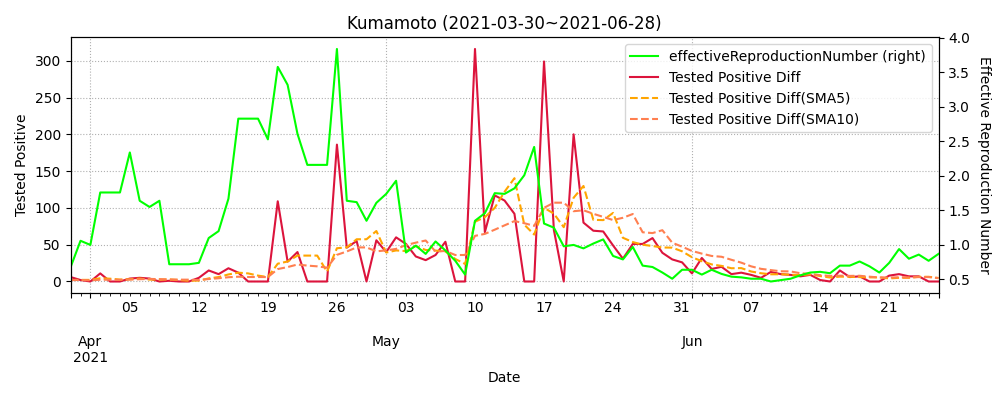 Kumamoto (2021-03-30~2021-06-28)
effectiveReproductionNumber (right)
Tested Positive Diff
Tested Positive Diff(SMA5)
Tested Positive Diff(SMA10)
Tested Positive
300
250
200
150
100
50
0
4.0
3.5
3.0
2.5
2.0
1.5
1.0
0.5
Effective Reproduction Number
05 12 19 26 03 10 17 24 31 07 14 21
Apr May Jun
2021
Date